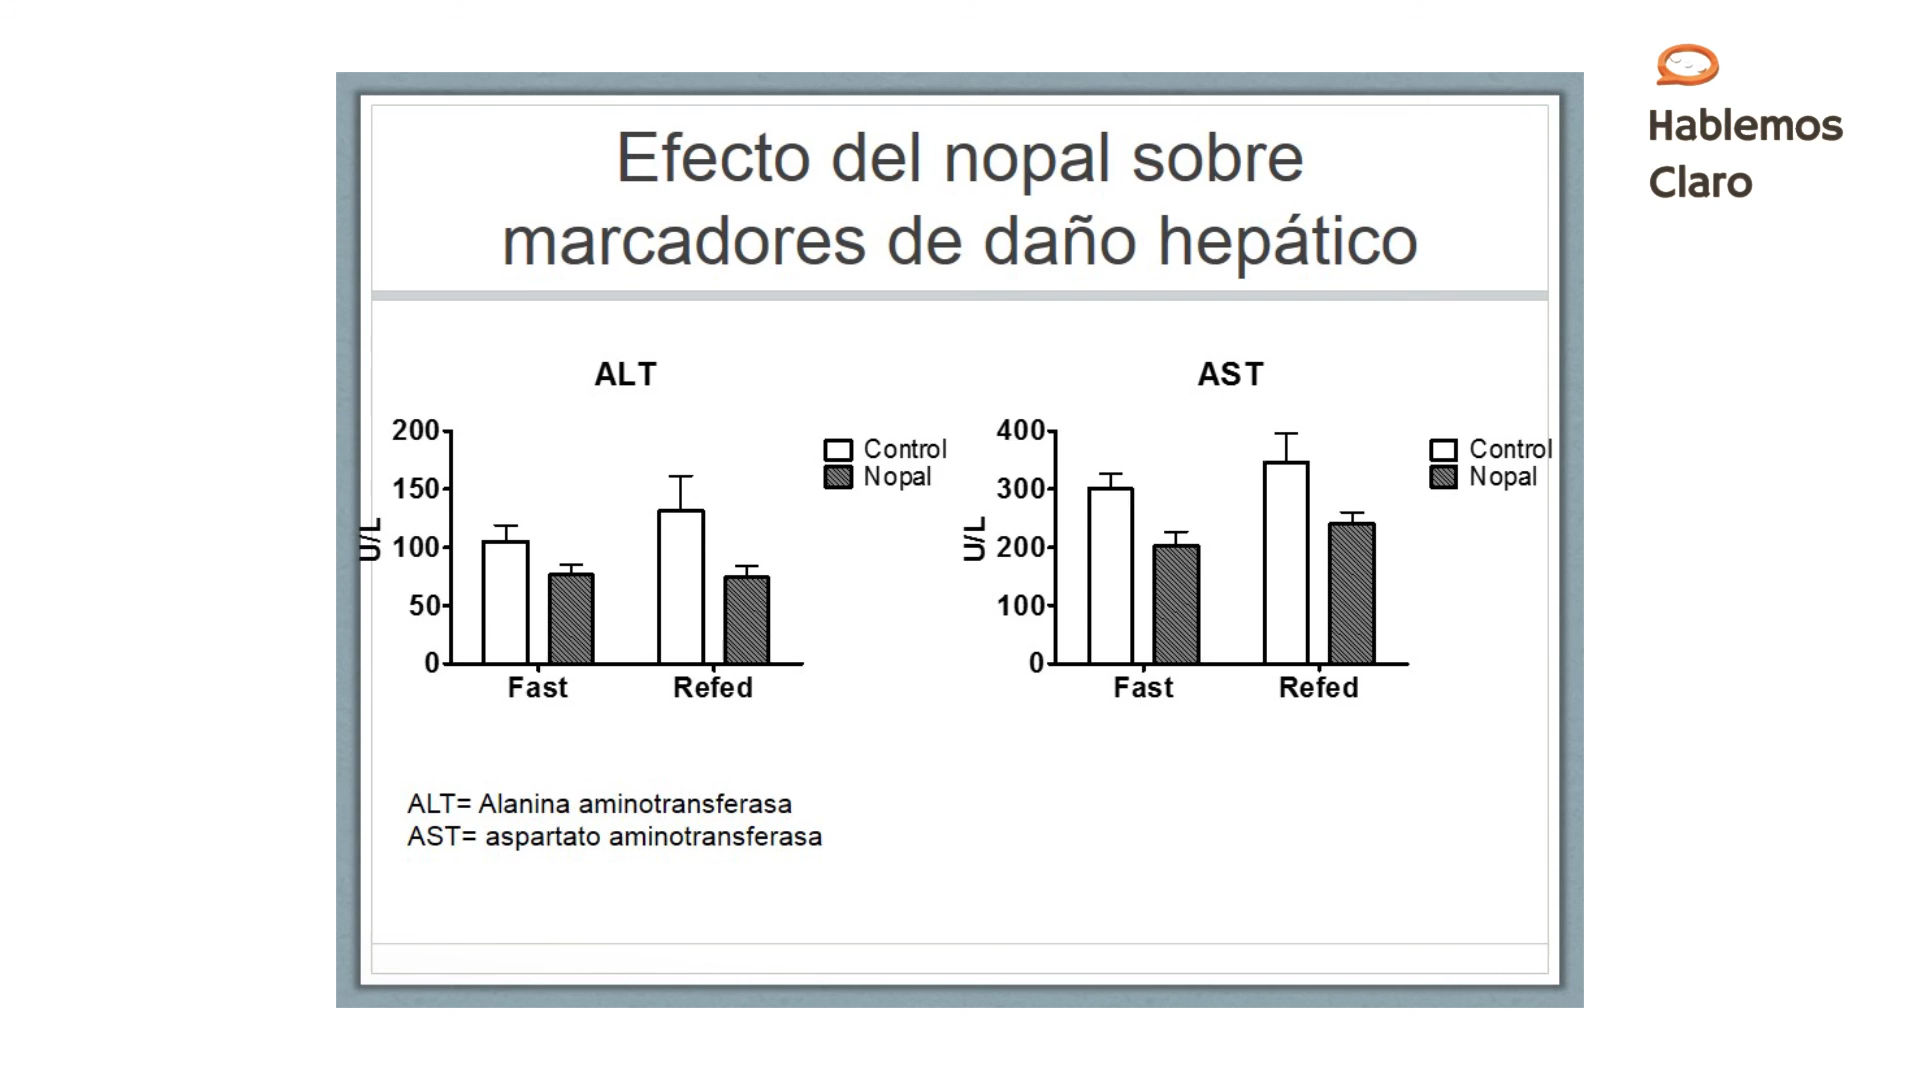 Hablemos
Claro
Efecto del nopal sobre
marcadores de daño hepático
ALT
200
150
100
50
0
U/L
Fast
Refed
Control
Nopal
AST
400
300
200
100
0
U/L
Fast
Refed
Control
Nopal
ALT= Alanina aminotransferasa
AST= aspartato aminotransferasa